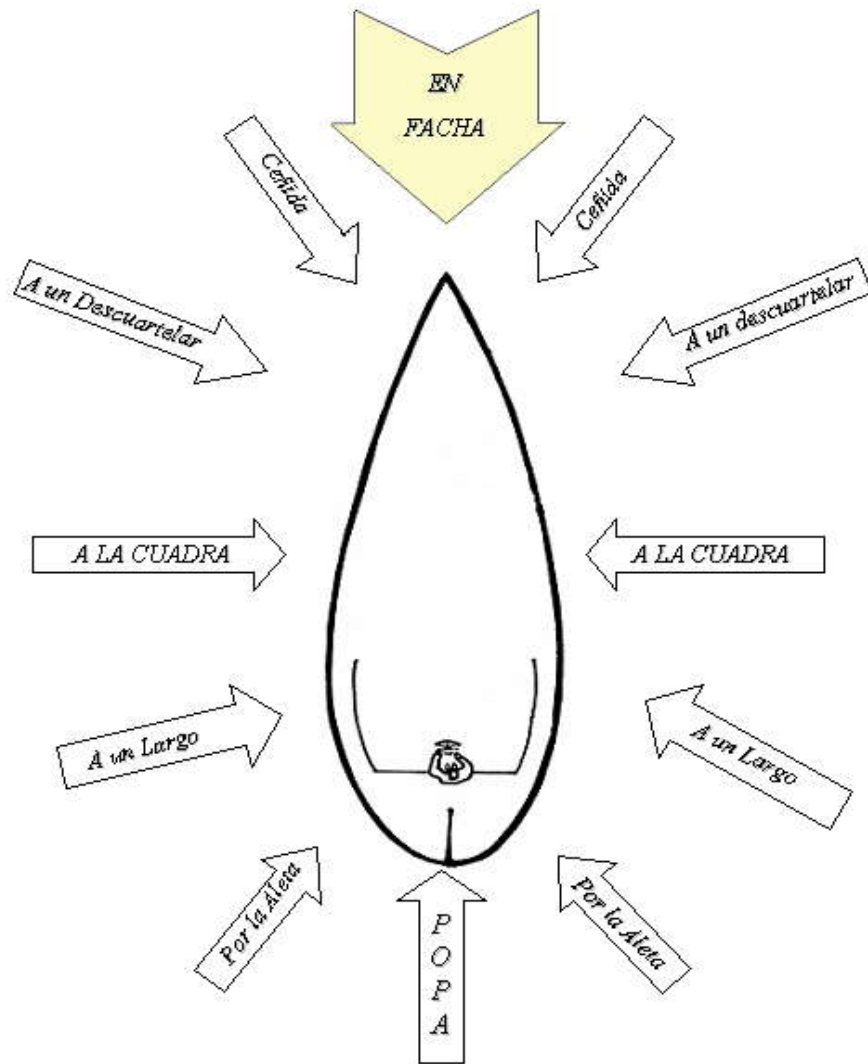 EN
FACHA
Ceñida
Ceñida
A un Descuartelar
A un descuartelar
A LA CUADRA
A LA CUADRA
A un Largo
A un Largo
Por la Aleta
Por la Aleta
P
O
P
A